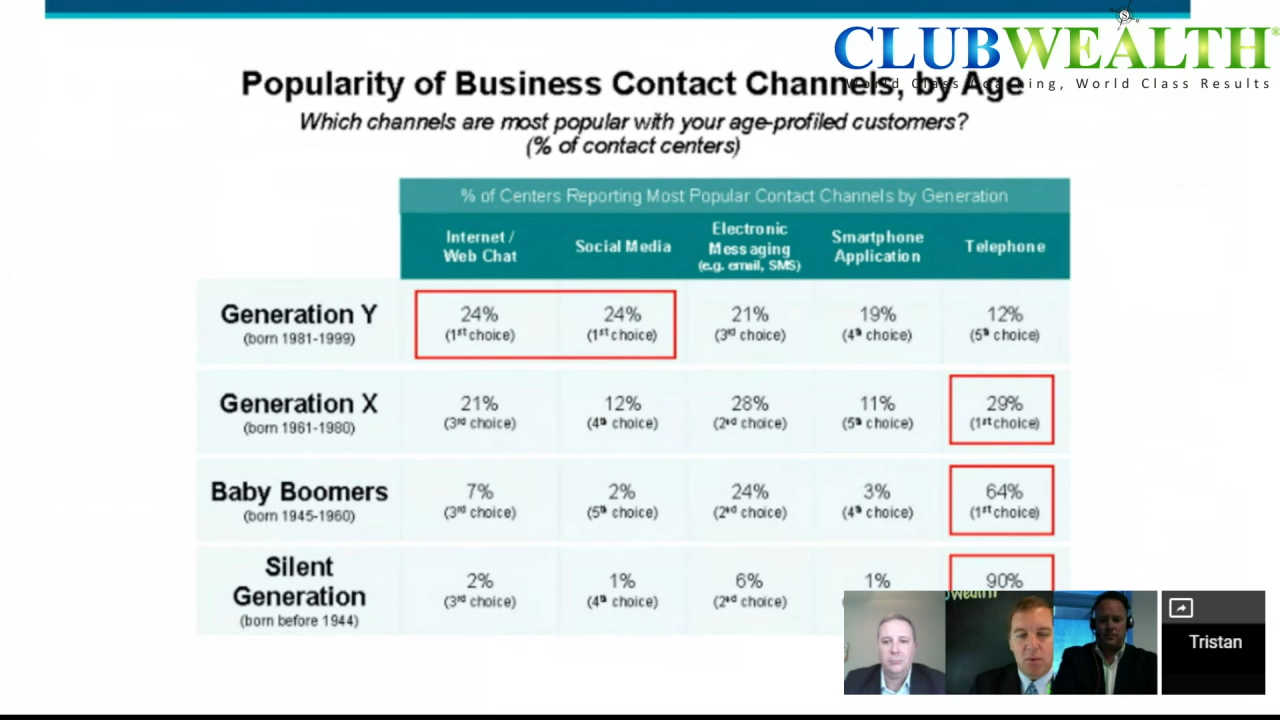 CLUBWEALTH®
World Class Coaching, World Class Results
Popularity of Business Contact Channels, by Age
Which channels are most popular with your age-profiled customers?
(% of contact centers)
% of Centers Reporting Most Popular Contact Channels by Generation
Internet / Web Chat
Social Media
Electronic Messaging (e.g. email, SMS)
Smartphone Application
Telephone
Generation Y
(born 1981-1999)
24% 24% 21% 19% 12%
(1st choice) (1st choice) (3rd choice) (4th choice) (5th choice)
Generation X
(born 1961-1980)
21% 12% 28% 11% 29%
(3rd choice) (4th choice) (2nd choice) (5th choice) (1st choice)
Baby Boomers
(born 1945-1960)
7% 2% 24% 3% 64%
(3rd choice) (5th choice) (2nd choice) (4th choice) (1st choice)
Silent
Generation
(born before 1944)
2% 1% 6% 1% 90%
(3rd choice) (4th choice) (2nd choice)
Wealth
Tristan